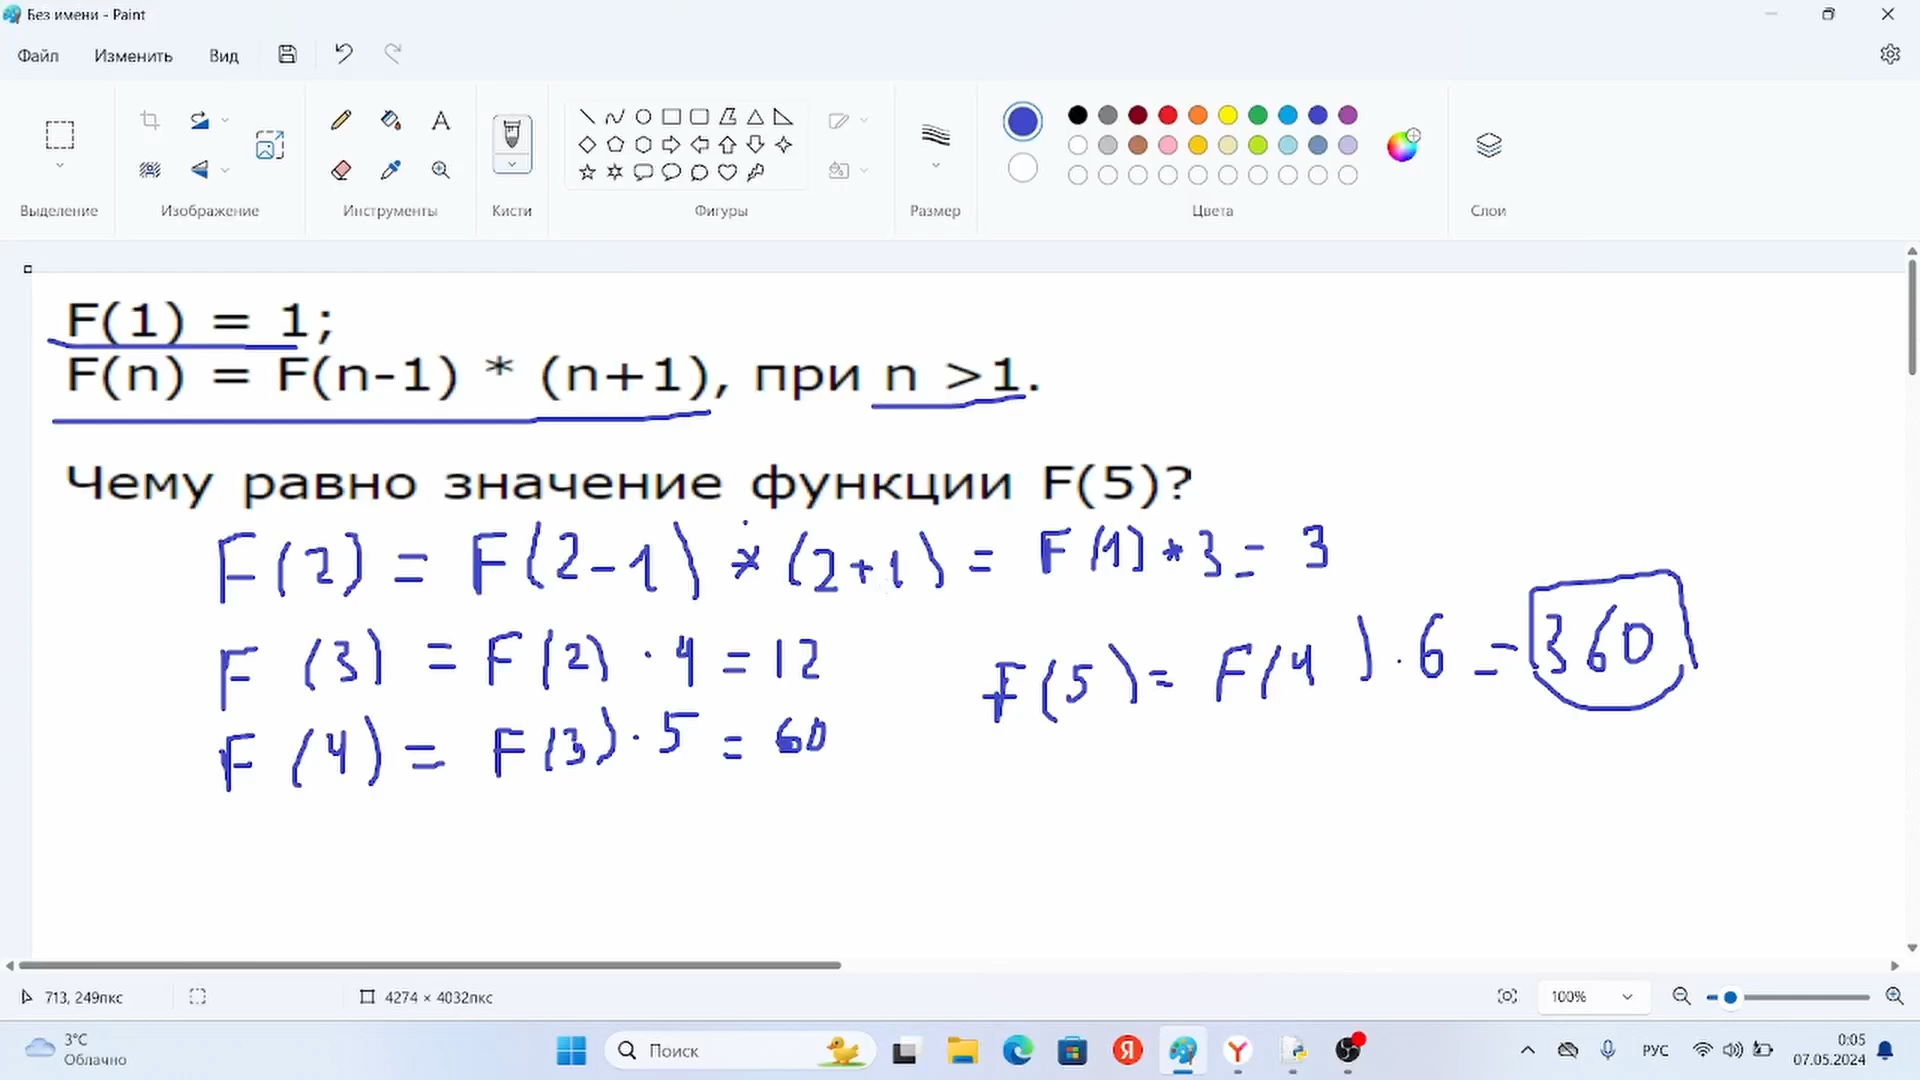 Без имени - Paint
Файл Изменить Вид
Выделение Изображение Инструменты Кисти Фигуры Размер Цвета Слои
F(1) = 1;
F(n) = F(n-1) * (n+1), при n >1.
Чему равно значение функции F(5)?
F(2) = F(2-1) * (2+1) = F(1)*3 = 3
F(3) = F(2) · 4 = 12
F(5) = F(4) · 6 = 360
F(4) = F(3) · 5 = 60
713, 249пкс 4274 × 4032пкс 100%
3°C
Облачно
Поиск
Я
РУС
0:05
07.05.2024